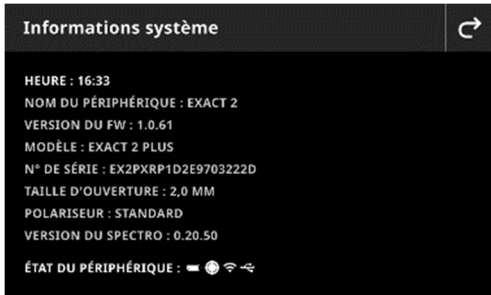 Informations système
HEURE : 16:33
NOM DU PÉRIPHÉRIQUE : EXACT 2
VERSION DU FW : 1.0.61
MODÈLE : EXACT 2 PLUS
N° DE SÉRIE : EX2PXRP1D2E9703222D
TAILLE D'OUVERTURE : 2,0 MM
POLARISEUR : STANDARD
VERSION DU SPECTRO : 0.20.50
ÉTAT DU PÉRIPHÉRIQUE :